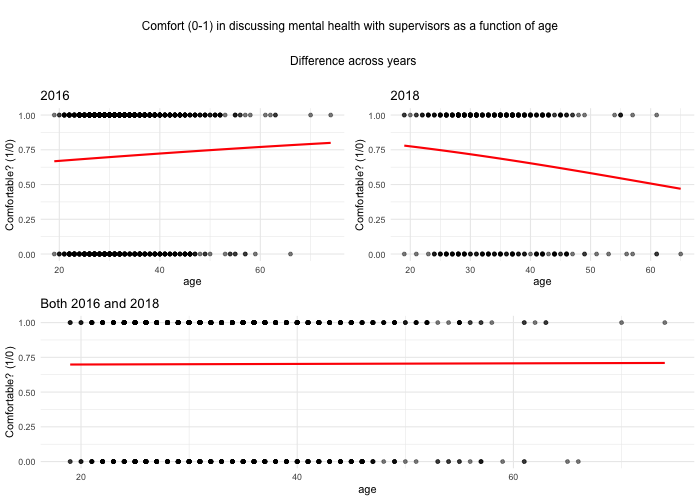 Comfort (0-1) in discussing mental health with supervisors as a function of age
Difference across years
2016
1.00
0.75
0.50
0.25
0.00
Comfortable? (1/0)
20 40 60
age
2018
1.00
0.75
0.50
0.25
0.00
Comfortable? (1/0)
20 30 40 50 60
age
Both 2016 and 2018
1.00
0.75
0.50
0.25
0.00
Comfortable? (1/0)
20 40 60
age